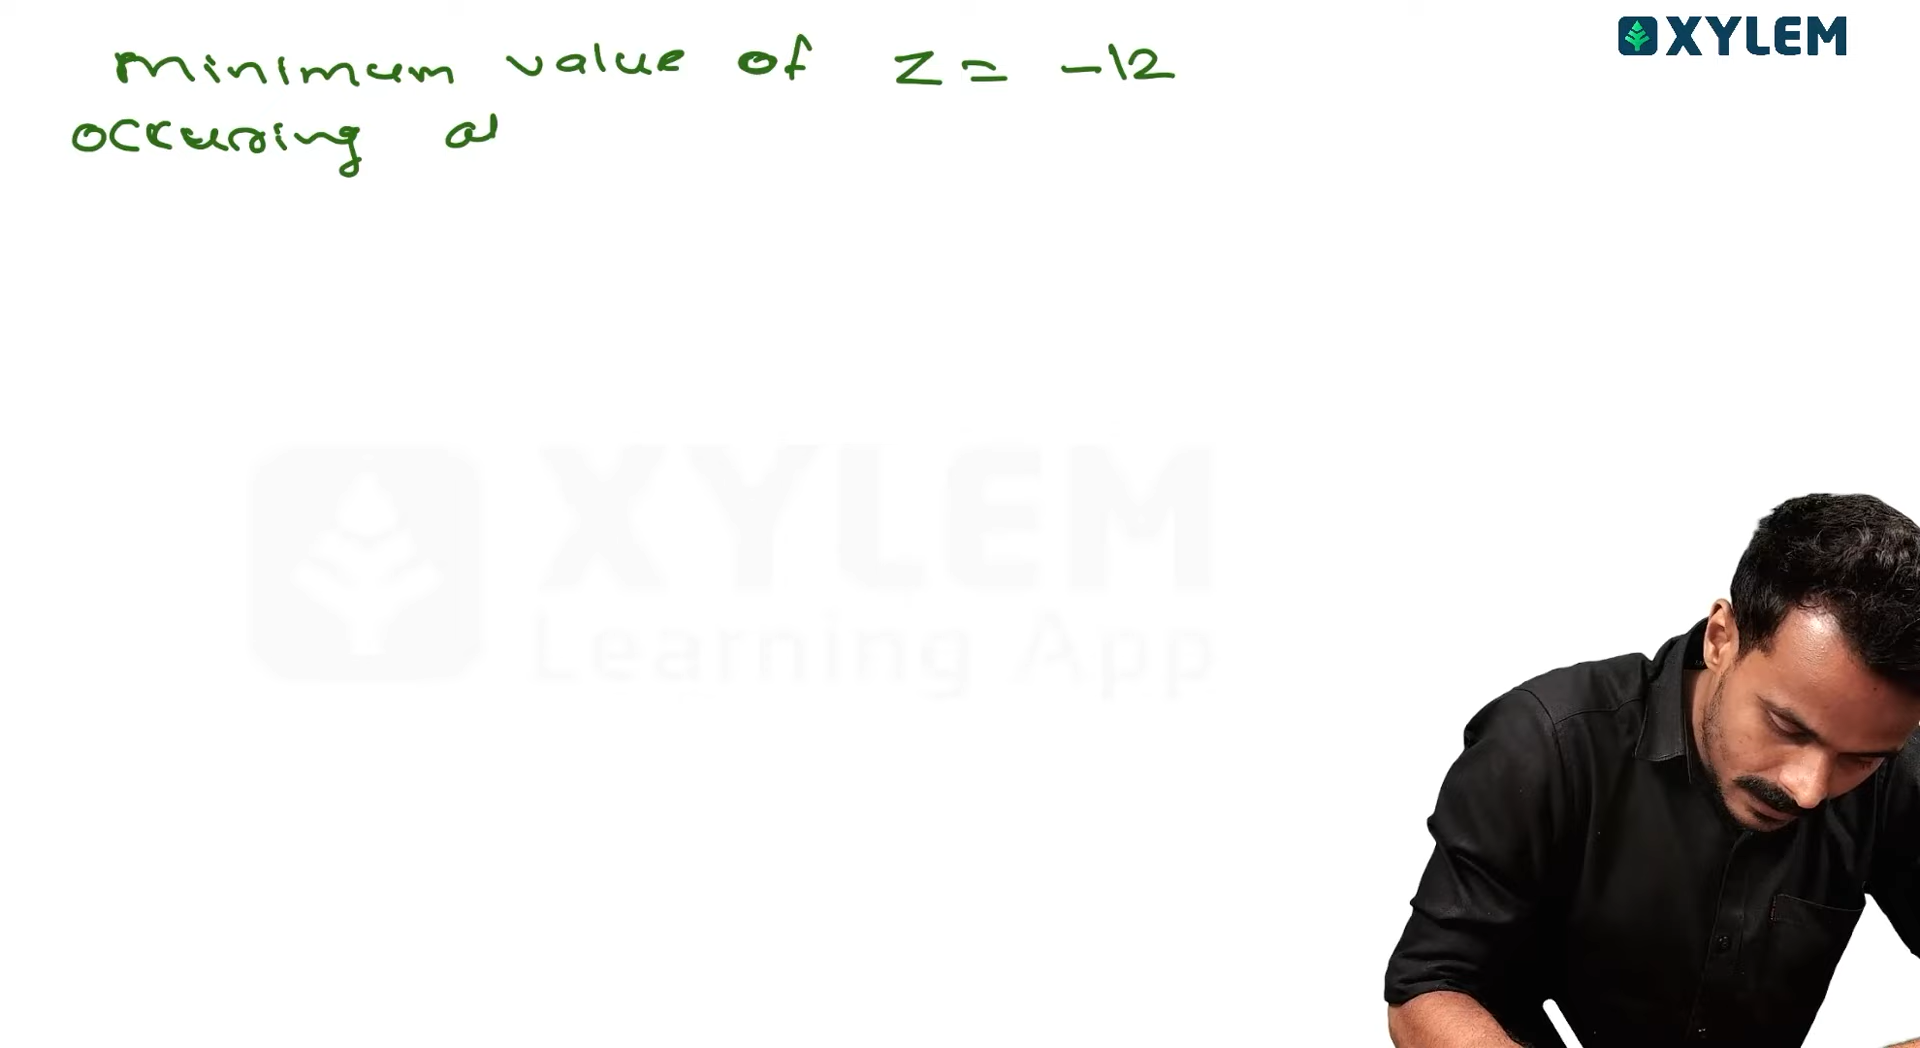 XYLEM
minimum value of z = -12
occuring at
XYLEM
Learning App